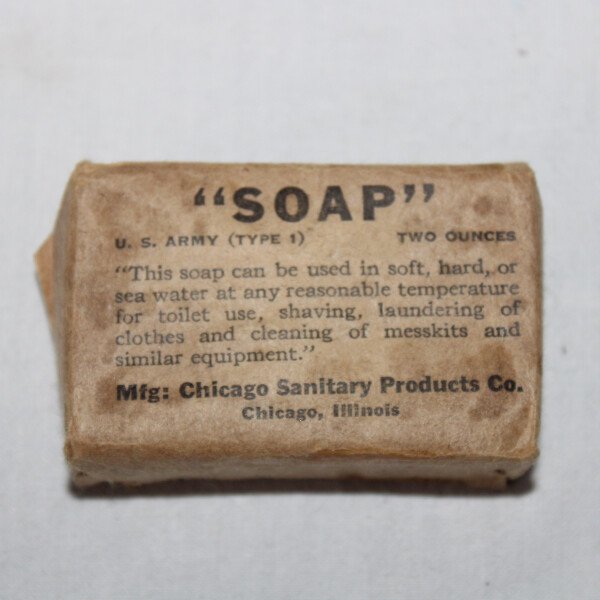 “SOAP”
U. S. ARMY (TYPE 1) TWO OUNCES
“This soap can be used in soft, hard, or
sea water at any reasonable temperature
for toilet use, shaving, laundering of
clothes and cleaning of messkits and
similar equipment.”
Mfg: Chicago Sanitary Products Co.
Chicago, Illinois